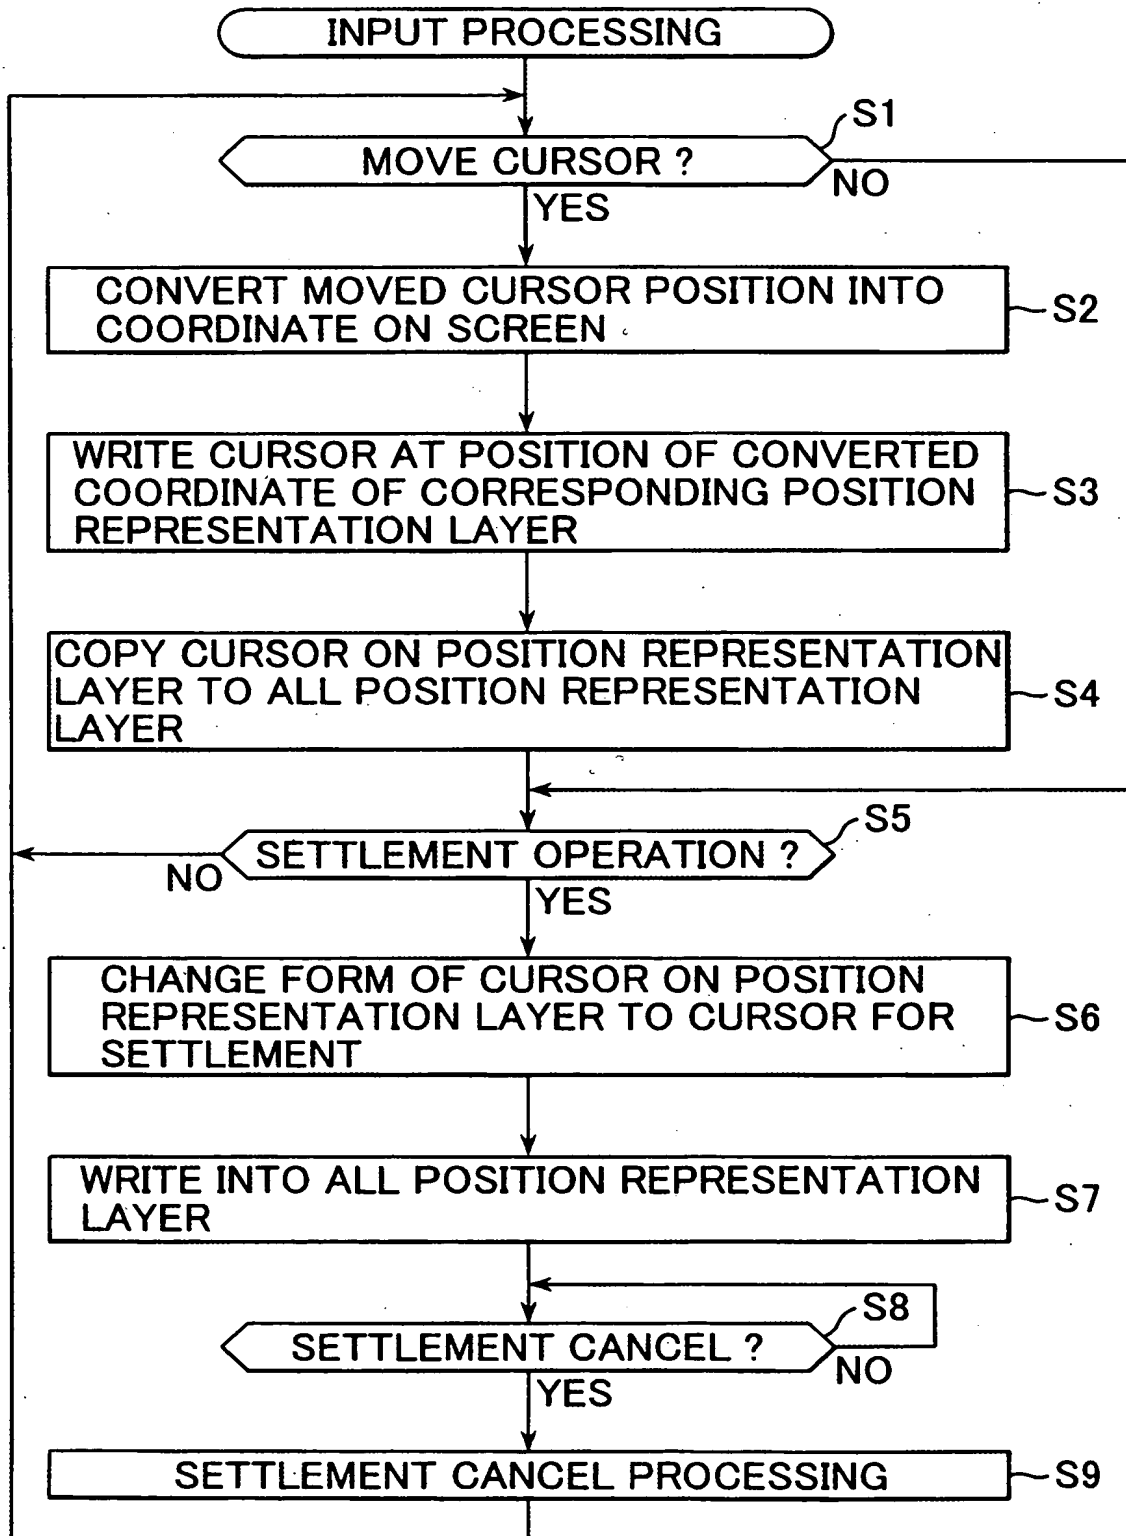 INPUT PROCESSING
S1
MOVE CURSOR ?
NO
YES
CONVERT MOVED CURSOR POSITION INTO
COORDINATE ON SCREEN
S2
WRITE CURSOR AT POSITION OF CONVERTED
COORDINATE OF CORRESPONDING POSITION
REPRESENTATION LAYER
S3
COPY CURSOR ON POSITION REPRESENTATION
LAYER TO ALL POSITION REPRESENTATION
LAYER
S4
S5
SETTLEMENT OPERATION ?
NO
YES
CHANGE FORM OF CURSOR ON POSITION
REPRESENTATION LAYER TO CURSOR FOR
SETTLEMENT
S6
WRITE INTO ALL POSITION REPRESENTATION
LAYER
S7
S8
SETTLEMENT CANCEL ?
NO
YES
SETTLEMENT CANCEL PROCESSING
S9